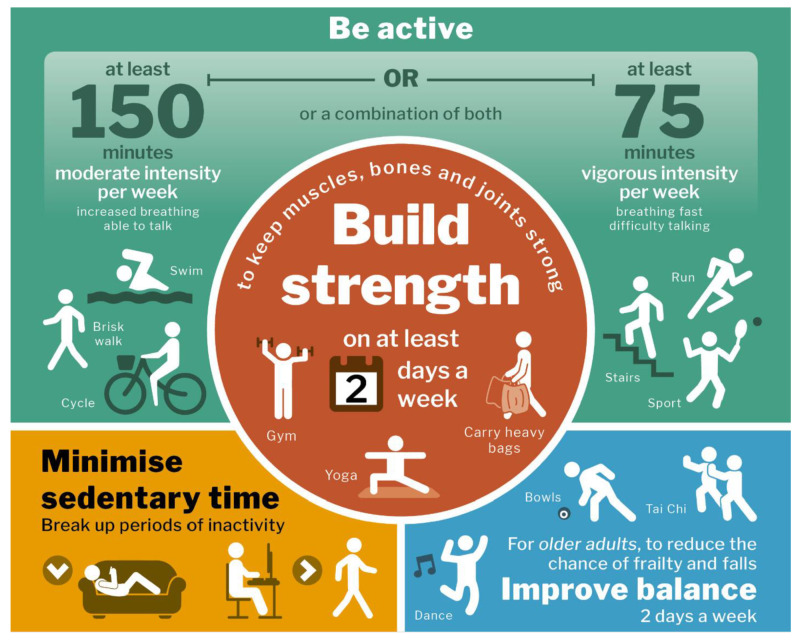 Be active
at least
150
minutes
moderate intensity
per week
increased breathing
able to talk
OR
or a combination of both
at least
75
minutes
vigorous intensity
per week
breathing fast
difficulty talking
Swim
Brisk
walk
Cycle
to keep muscles, bones and joints strong
Build
strength
on at least
2
days a
week
Gym
Yoga
Carry heavy
bags
Run
Stairs
Sport
Minimise
sedentary time
Break up periods of inactivity
Bowls
Tai Chi
For older adults, to reduce the
chance of frailty and falls
Improve balance
2 days a week
Dance